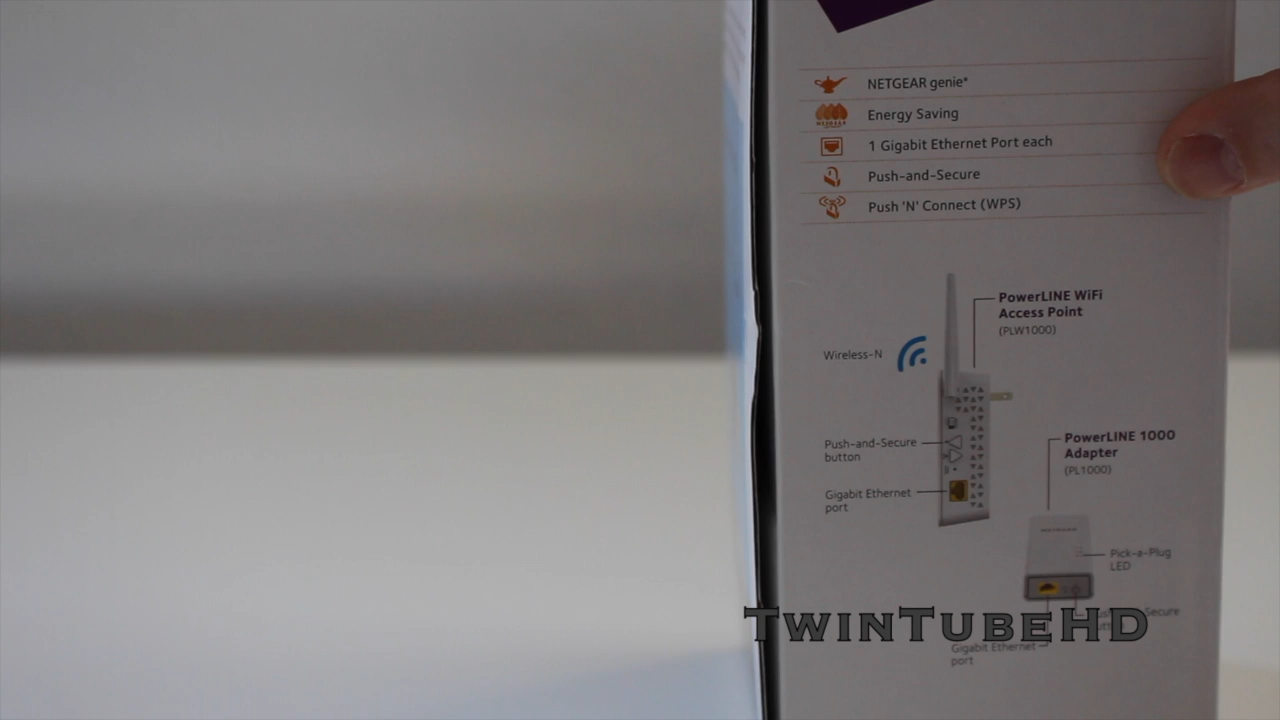 NETGEAR genie®
Energy Saving
1 Gigabit Ethernet Port each
Push-and-Secure
Push 'N' Connect (WPS)
PowerLINE WiFi
Access Point
(PLW1000)
Wireless-N
Push-and-Secure
button
Gigabit Ethernet
port
PowerLINE 1000
Adapter
(PL1000)
Pick-a-Plug
LED
Secure
Gigabit Ethernet
port
TwinTubeHD